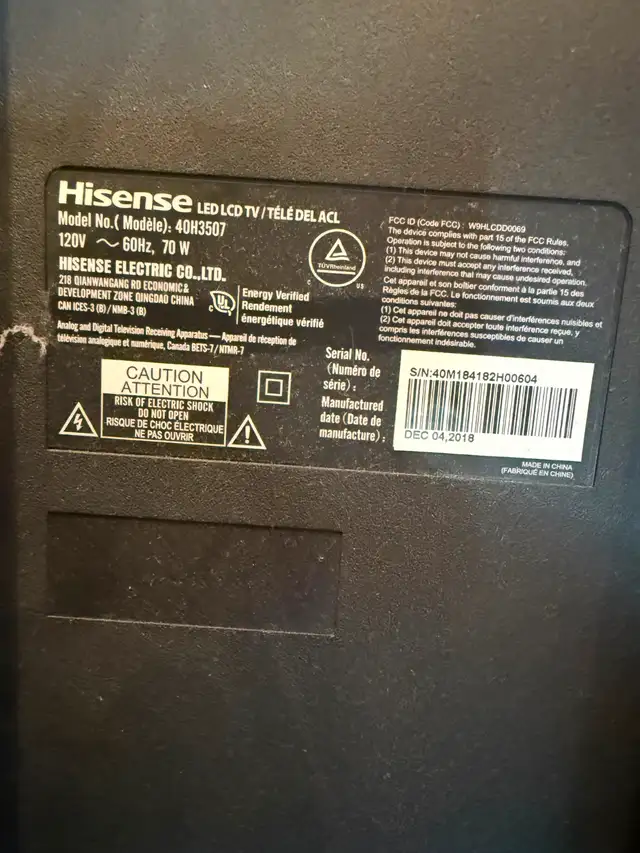 Hisense LED LCD TV / TÉLÉ DEL ACL
Model No.( Modèle): 40H3507
120V ～ 60Hz, 70 W
HISENSE ELECTRIC CO.,LTD.
218 QIANWANGANG RD ECONOMIC &
DEVELOPMENT ZONE QINGDAO CHINA
CAN ICES-3 (B) / NMB-3 (B)
UL
Energy Verified
Rendement
énergétique vérifié
TÜVRheinland
C US
Analog and Digital Television Receiving Apparatus — Appareil de réception de
télévision analogique et numérique, Canada BETS-7 / NTMR-7
CAUTION
ATTENTION
RISK OF ELECTRIC SHOCK
DO NOT OPEN
RISQUE DE CHOC ÉLECTRIQUE
NE PAS OUVRIR
FCC ID (Code FCC) : W9HLCDD0069
The device complies with part 15 of the FCC Rules.
Operation is subject to the following two conditions:
(1) This device may not cause harmful interference, and
(2) This device must accept any interference received,
including interference that may cause undesired operation.
Cet appareil et son boîtier conforment à la partie 15 des
Règles de la FCC. Le fonctionnement est soumis aux deux
conditions suivantes:
(1) Cet appareil ne doit pas causer d'interférences nuisibles et
(2) Cet appareil doit accepter toute interférence reçue, y
compris les interférences susceptibles de causer un
fonctionnement indésirable.
Serial No.
(Numéro de
série) :
Manufactured
date (Date de
manufacture) :
S/N:40M184182H00604
DEC 04,2018
MADE IN CHINA
(FABRIQUÉ EN CHINE)